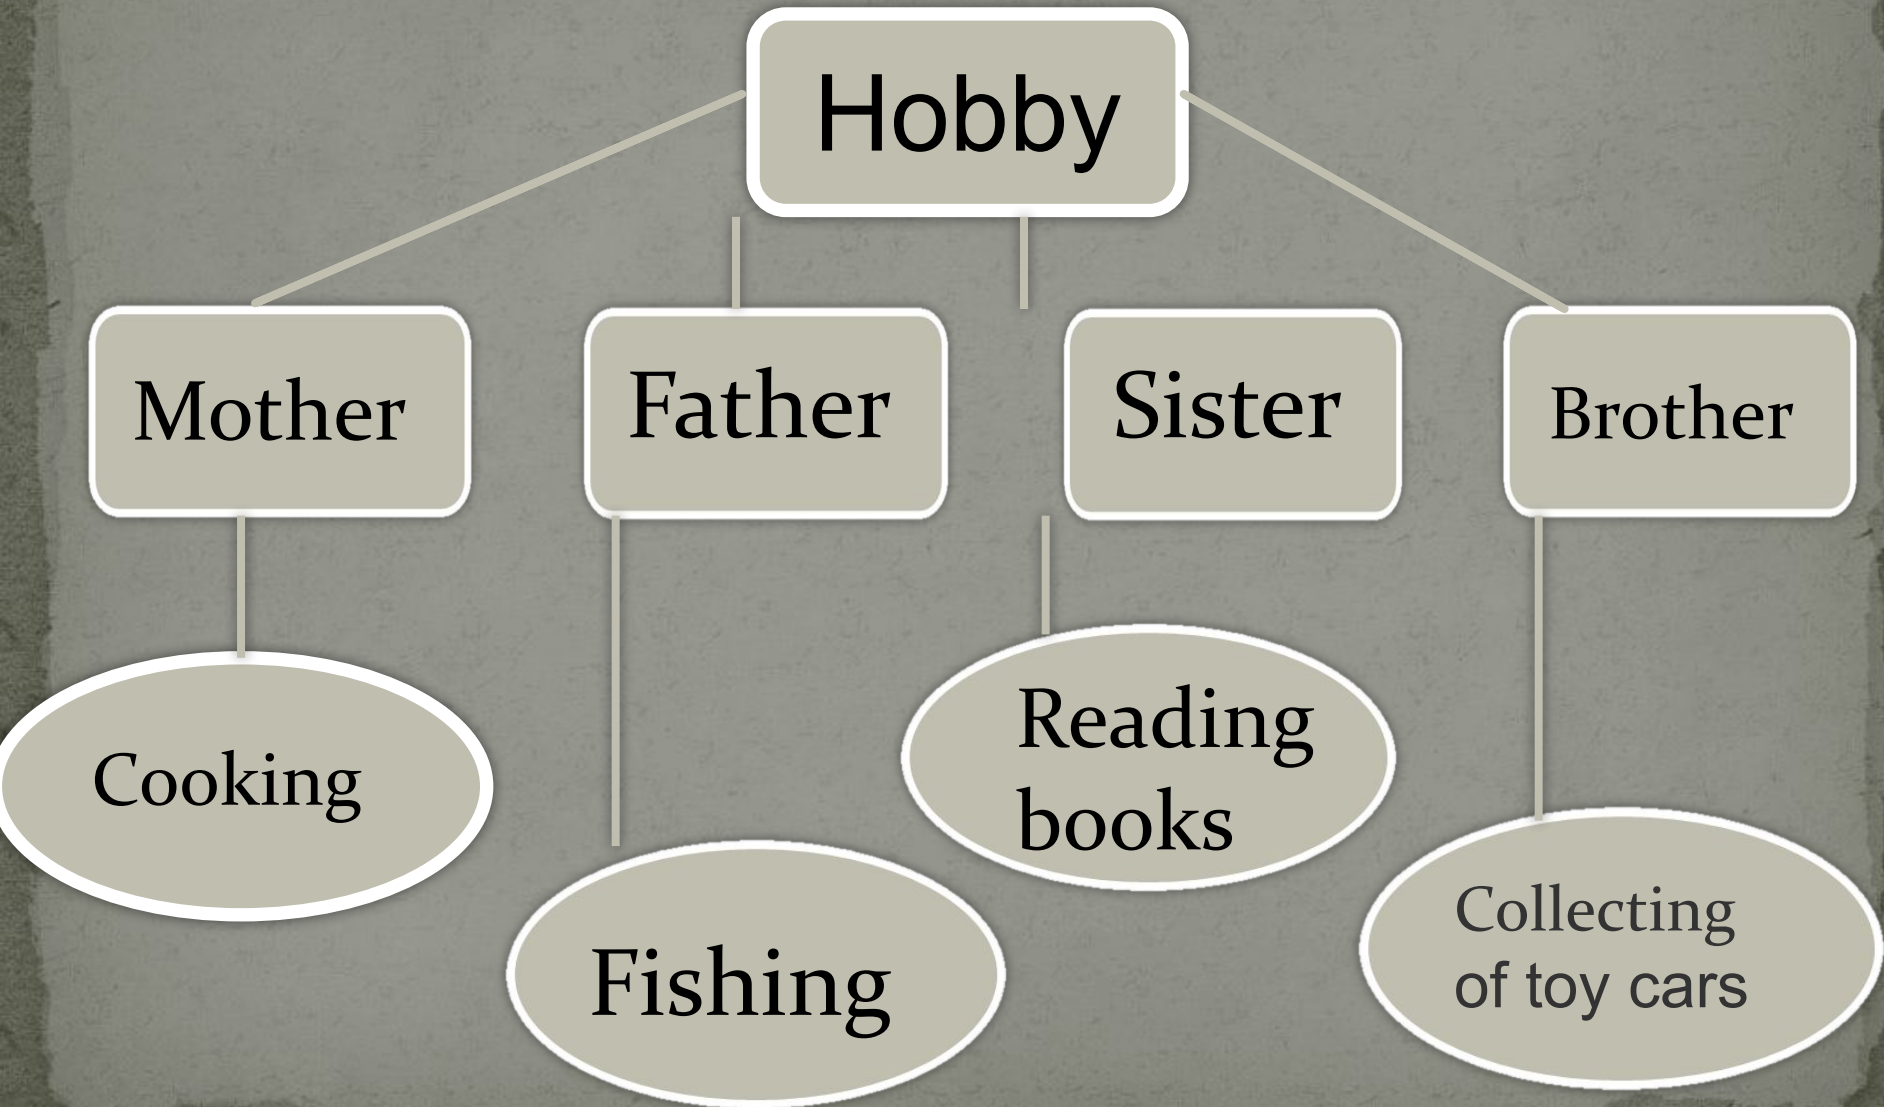 Hobby
Mother
Father
Sister
Brother
Cooking
Fishing
Reading
books
Collecting
of toy cars